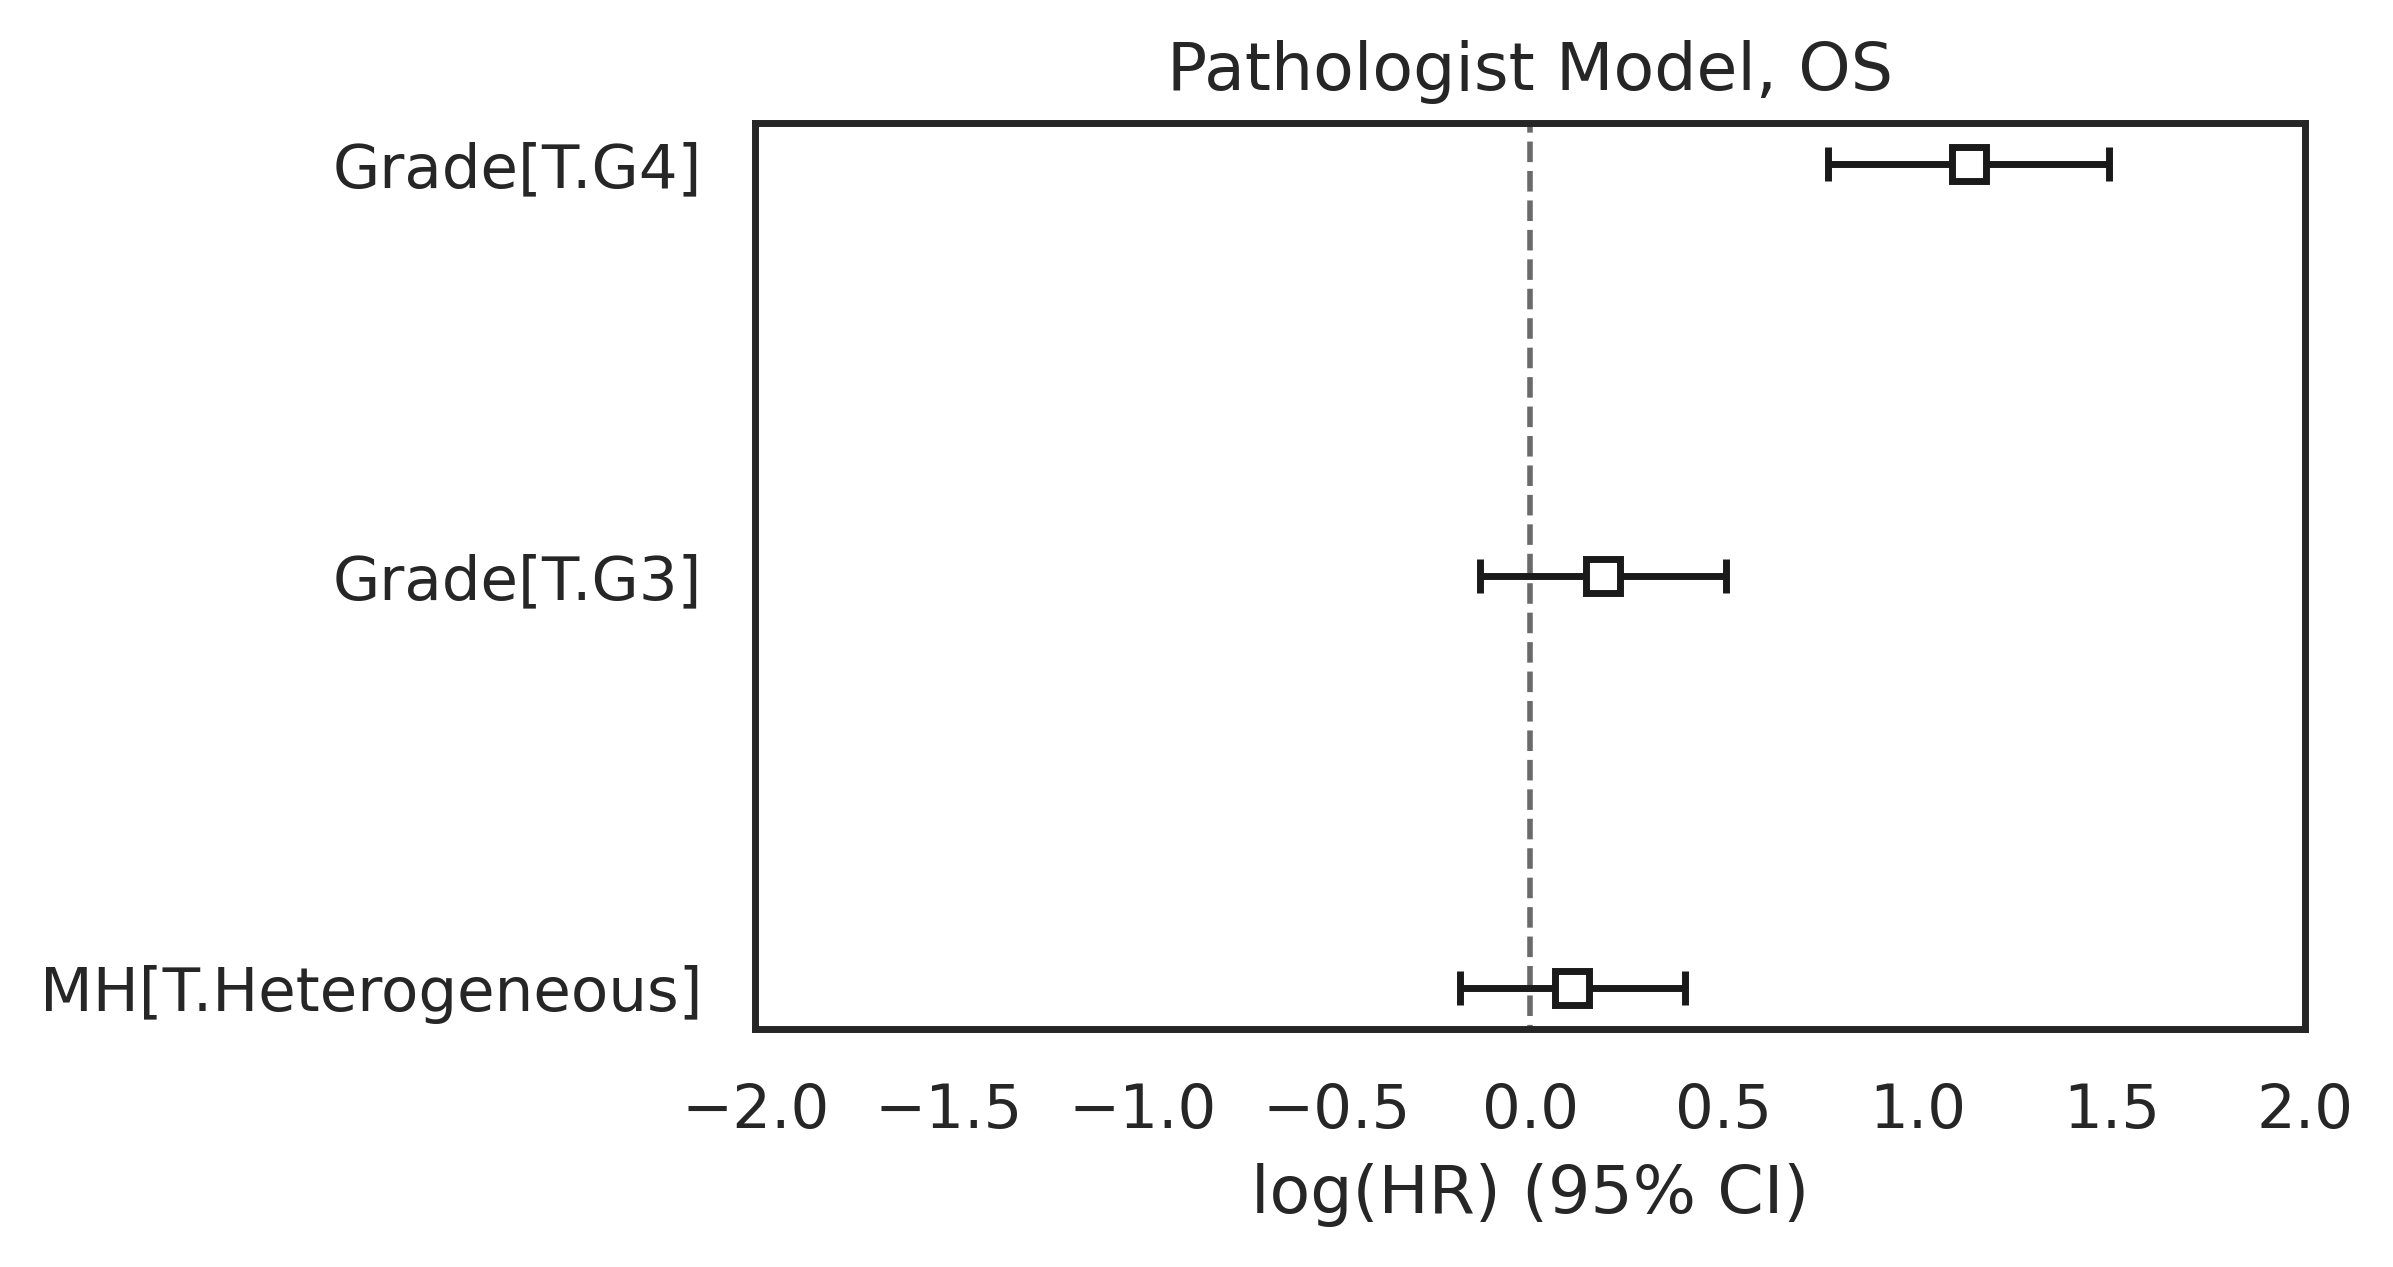 Pathologist Model, OS
Grade[T.G4]
Grade[T.G3]
MH[T.Heterogeneous]
−2.0 −1.5 −1.0 −0.5 0.0 0.5 1.0 1.5 2.0
log(HR) (95% CI)